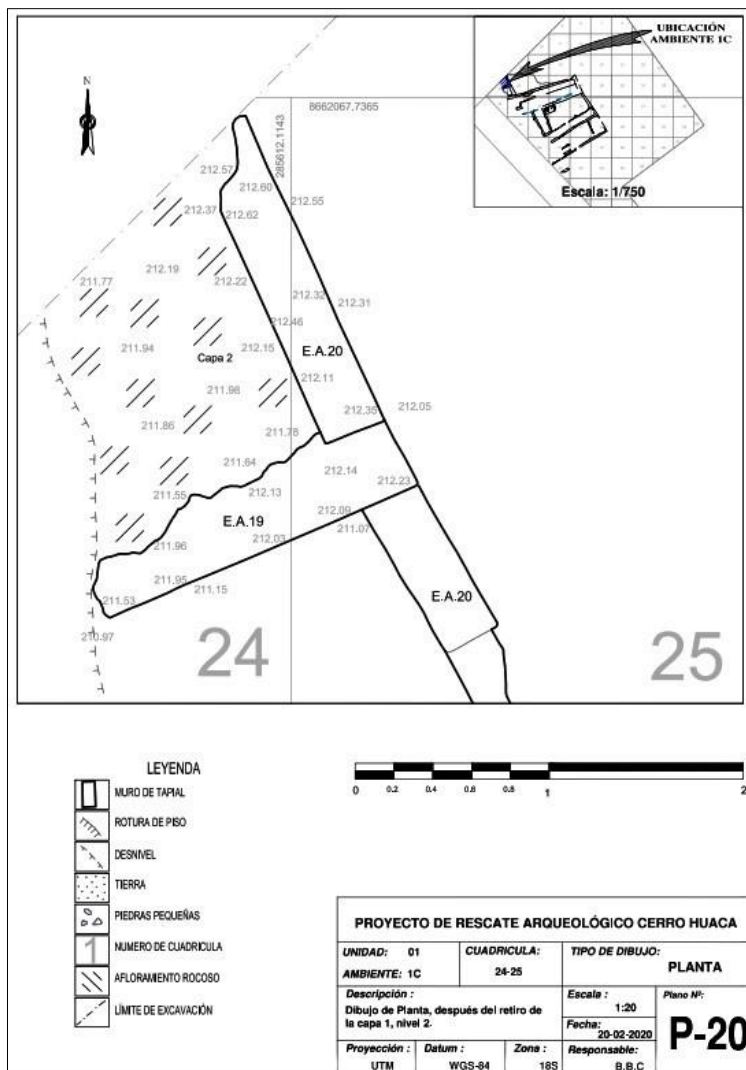 UBICACIÓN
AMBIENTE 1C
Escala: 1/750
N
8662067,7365
285612,1143
212.57
212.60
212.55
212.37
212.62
212.19
212.22
211.77
212.32
212.31
212.46
211.94
Capa 2
212.15
E.A.20
212.11
211.98
212.35
212.05
211.86
211.78
211.64
212.14
211.55
212.13
212.23
E.A.19
212.09
211.07
211.96
212.03
211.95
211.15
E.A.20
211.53
210.97
24
25
LEYENDA
MURO DE TAPIAL
ROTURA DE PISO
DESNIVEL
TIERRA
PIEDRAS PEQUEÑAS
1 NUMERO DE CUADRICULA
AFLORAMIENTO ROCOSO
LÍMITE DE EXCAVACIÓN
0 0.2 0.4 0.6 0.8 1 2
PROYECTO DE RESCATE ARQUEOLÓGICO CERRO HUACA
UNIDAD: 01
AMBIENTE: 1C
CUADRICULA:
24-25
TIPO DE DIBUJO:
PLANTA
Descripción :
Dibujo de Planta, después del retiro de
la capa 1, nivel 2.
Escala :
1:20
Fecha:
20-02-2020
Plano Nº:
P-20
Proyección :
UTM
Datum :
WGS-84
Zona :
18S
Responsable:
B.B.C